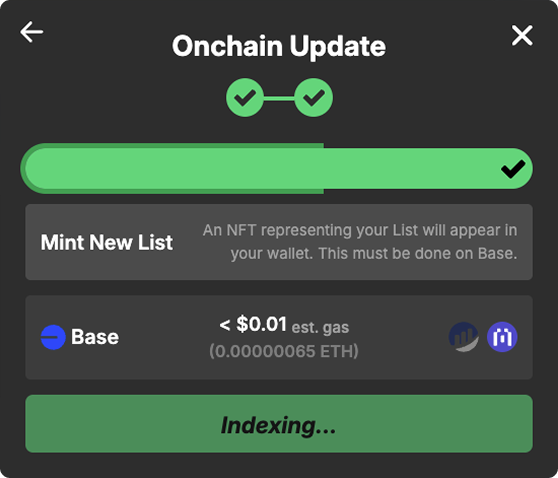 Onchain Update
Mint New List
An NFT representing your List will appear in
your wallet. This must be done on Base.
Base
< $0.01 est. gas
(0.00000065 ETH)
Indexing...